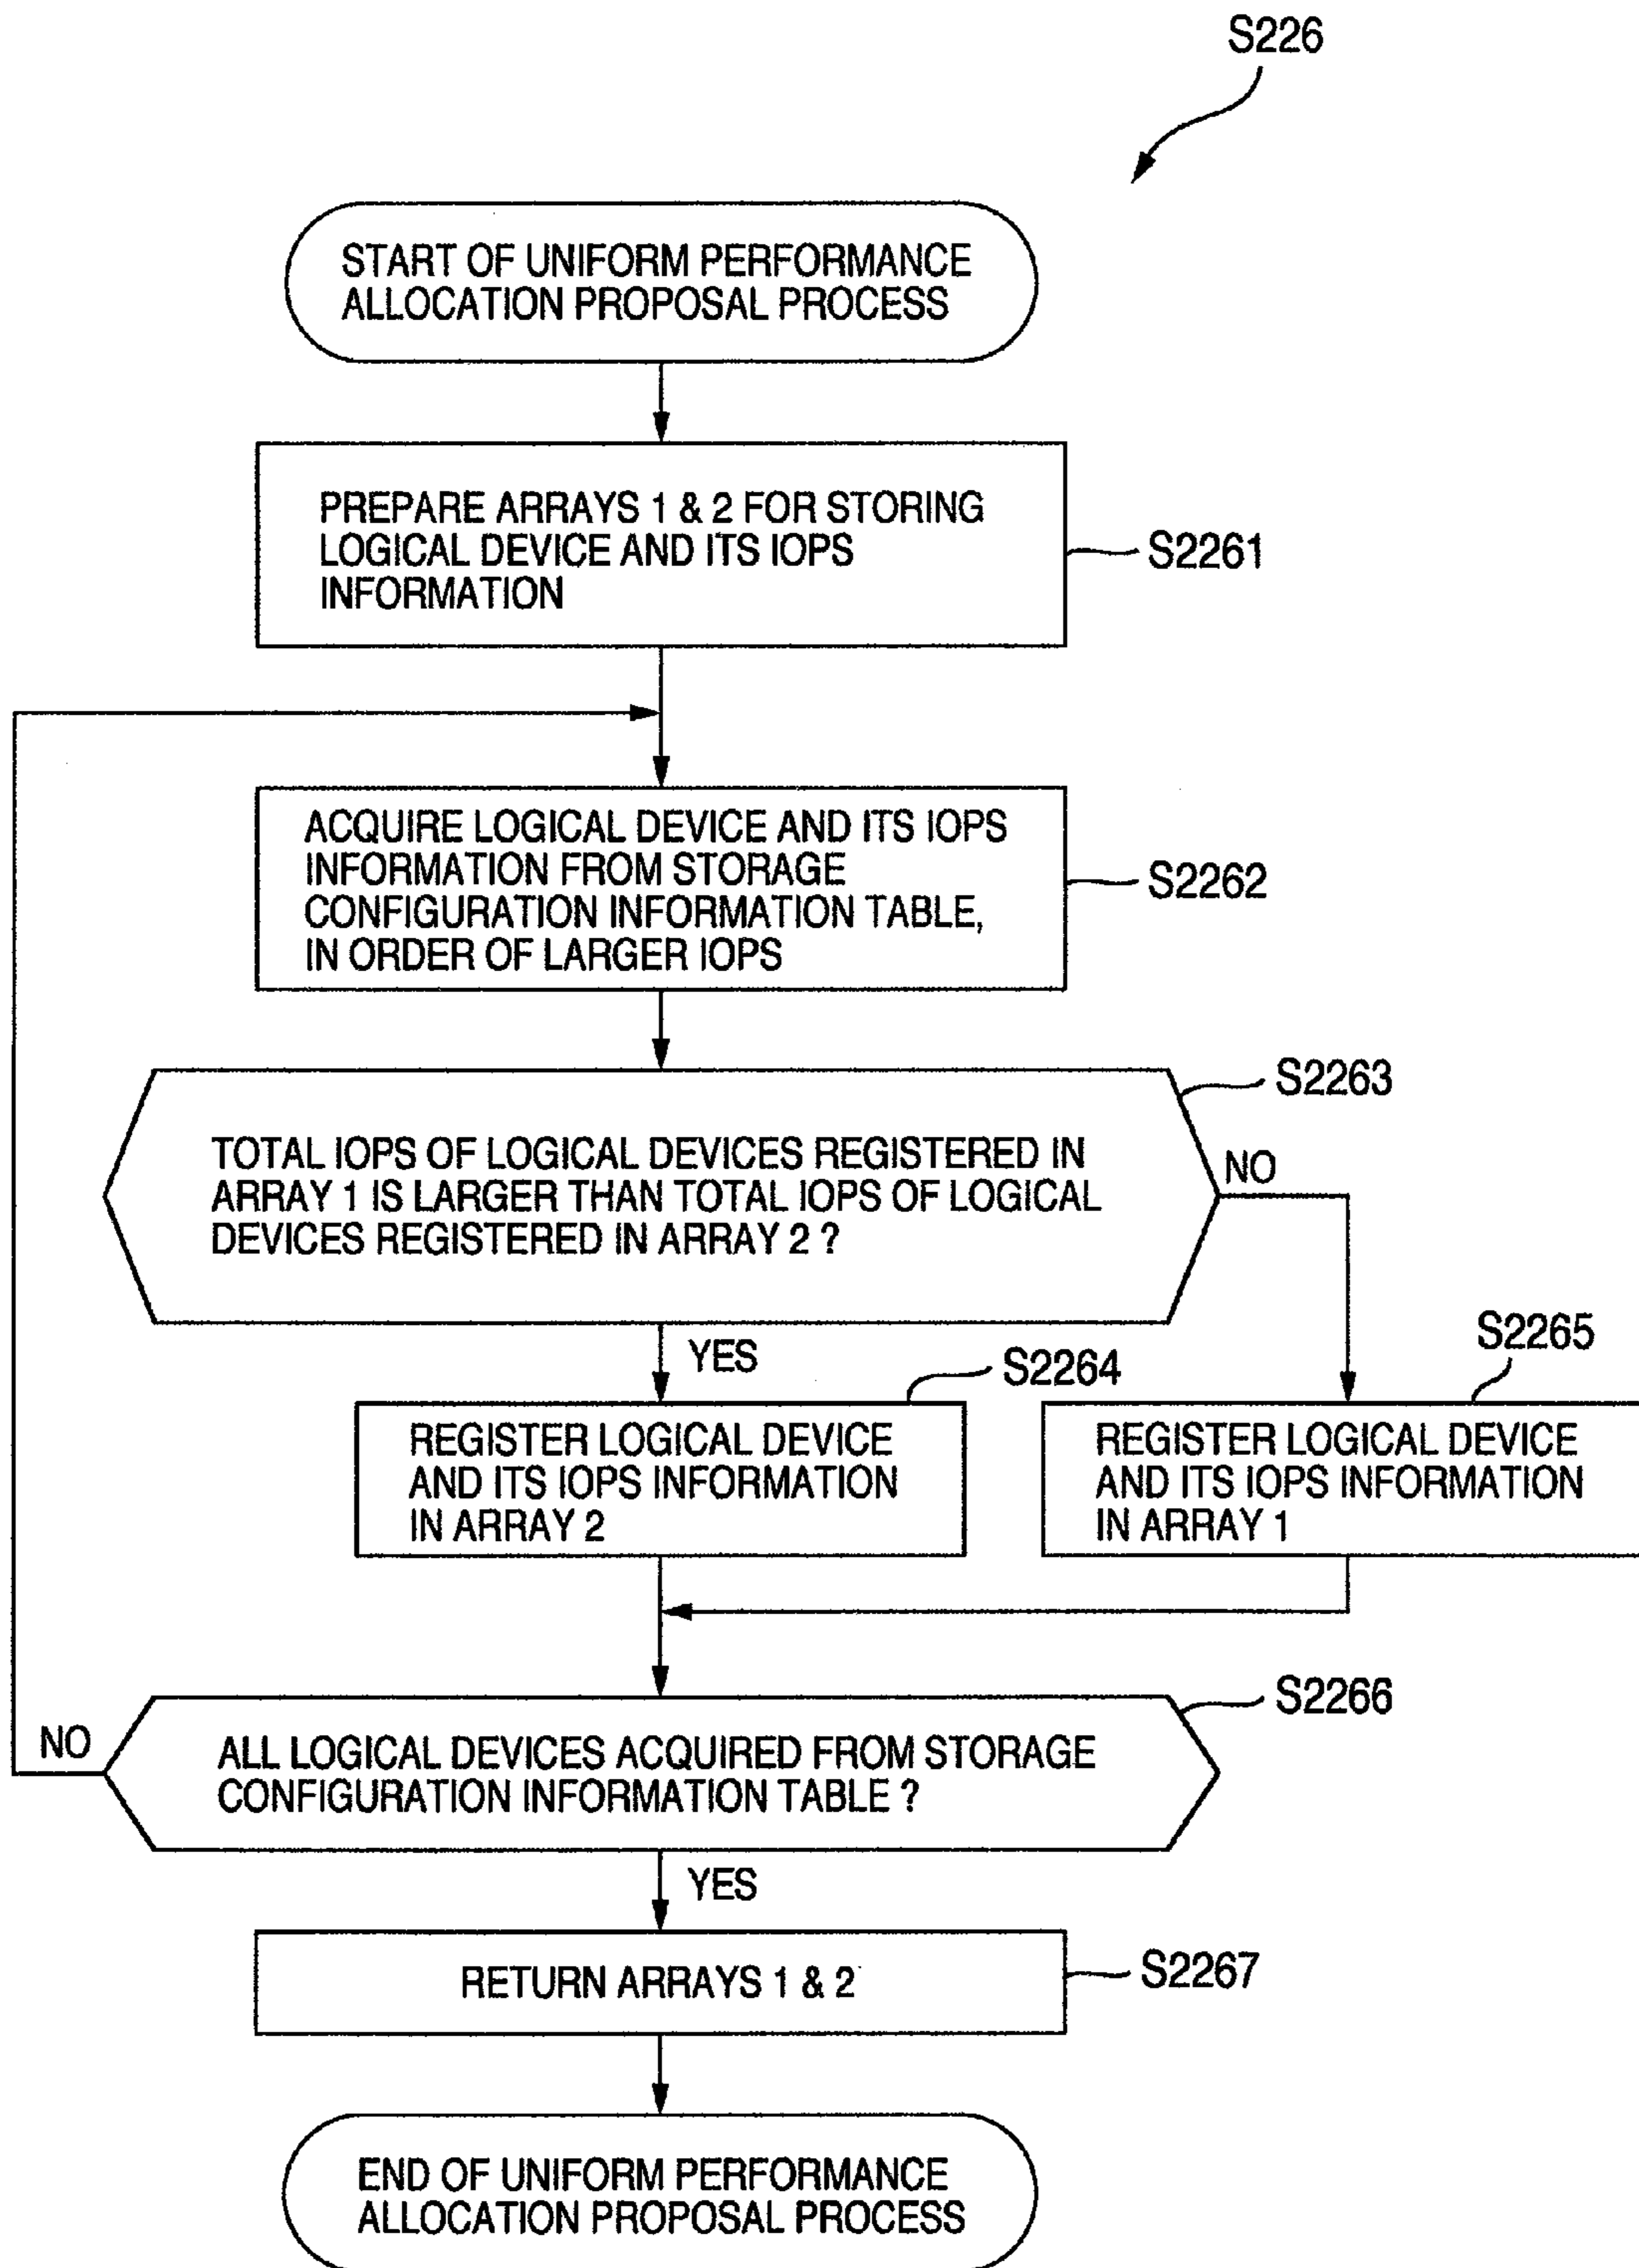 S226
START OF UNIFORM PERFORMANCE
ALLOCATION PROPOSAL PROCESS
PREPARE ARRAYS 1 & 2 FOR STORING
LOGICAL DEVICE AND ITS IOPS
INFORMATION
S2261
ACQUIRE LOGICAL DEVICE AND ITS IOPS
INFORMATION FROM STORAGE
CONFIGURATION INFORMATION TABLE,
IN ORDER OF LARGER IOPS
S2262
S2263
TOTAL IOPS OF LOGICAL DEVICES REGISTERED IN
ARRAY 1 IS LARGER THAN TOTAL IOPS OF LOGICAL
DEVICES REGISTERED IN ARRAY 2 ?
NO
YES
S2264
REGISTER LOGICAL DEVICE
AND ITS IOPS INFORMATION
IN ARRAY 2
S2265
REGISTER LOGICAL DEVICE
AND ITS IOPS INFORMATION
IN ARRAY 1
S2266
NO
ALL LOGICAL DEVICES ACQUIRED FROM STORAGE
CONFIGURATION INFORMATION TABLE ?
YES
RETURN ARRAYS 1 & 2
S2267
END OF UNIFORM PERFORMANCE
ALLOCATION PROPOSAL PROCESS